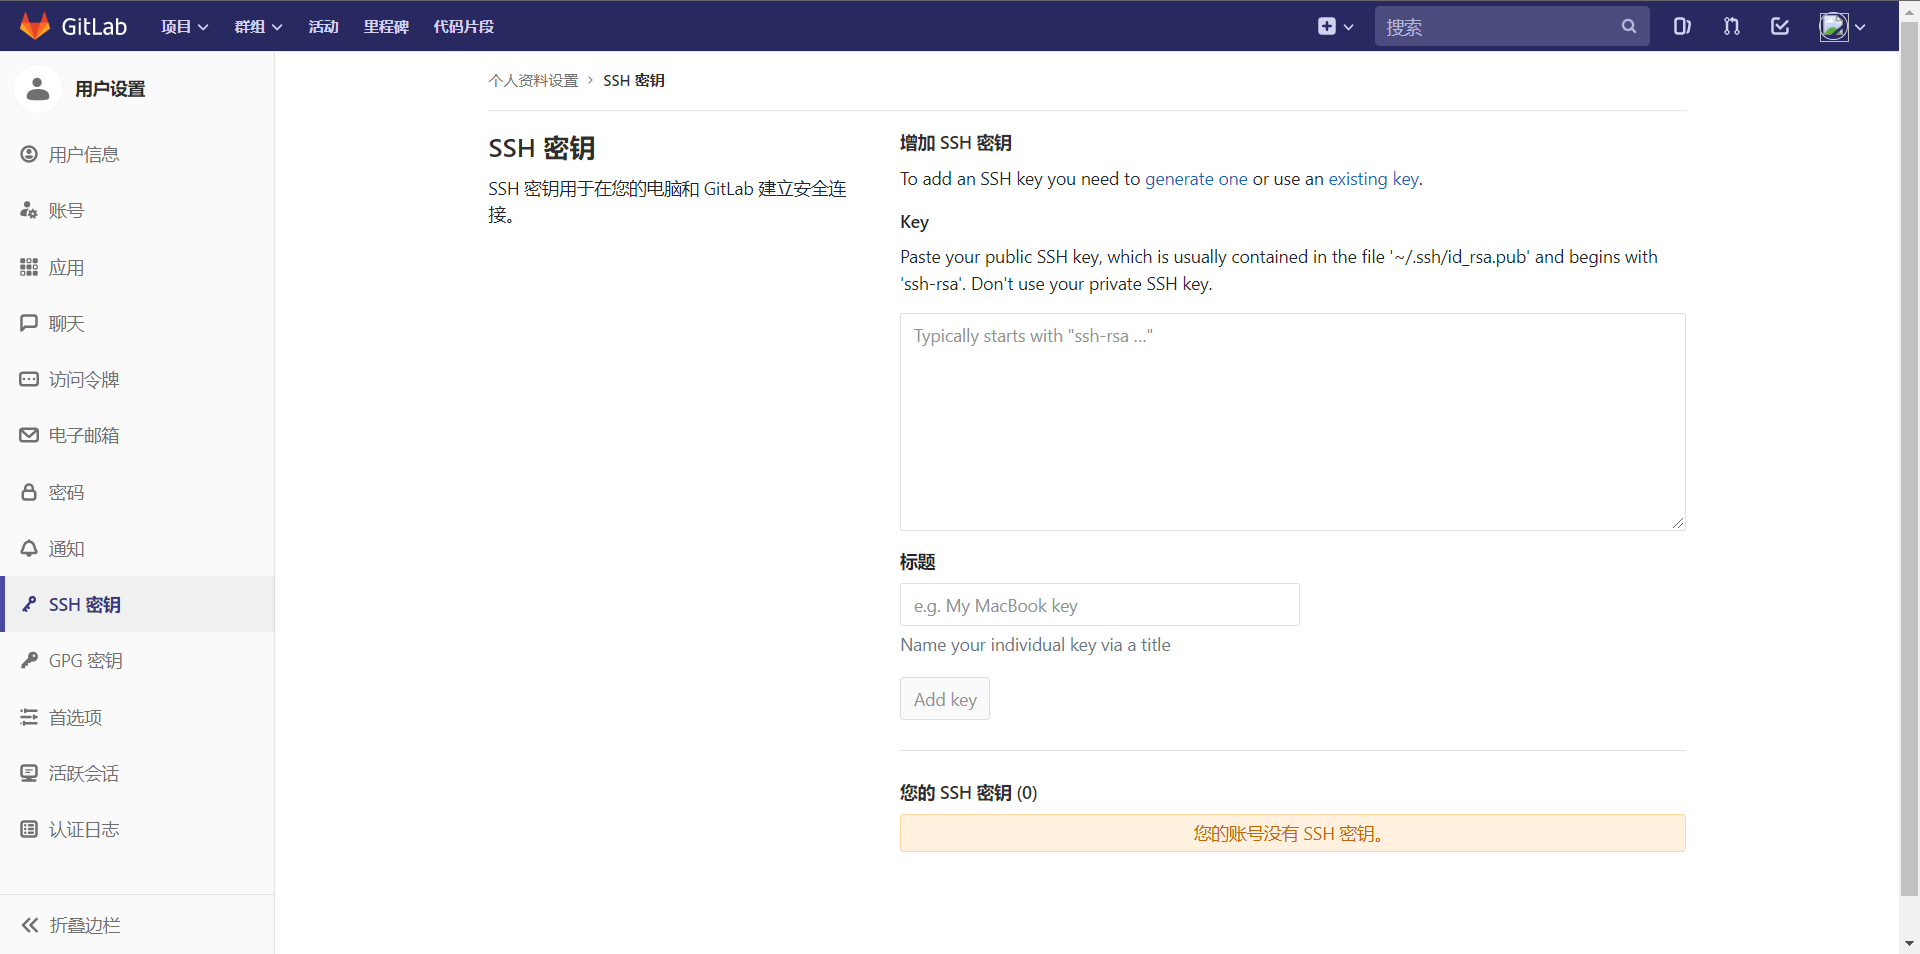 GitLab 项目 群组 活动 里程碑 代码片段 搜索
用户设置
用户信息
账号
应用
聊天
访问令牌
电子邮箱
密码
通知
SSH 密钥
GPG 密钥
首选项
活跃会话
认证日志
折叠边栏
个人资料设置 › SSH 密钥
SSH 密钥
SSH 密钥用于在您的电脑和 GitLab 建立安全连
接。
增加 SSH 密钥
To add an SSH key you need to generate one or use an existing key.
Key
Paste your public SSH key, which is usually contained in the file '~/.ssh/id_rsa.pub' and begins with
'ssh-rsa'. Don't use your private SSH key.
Typically starts with "ssh-rsa ..."
标题
e.g. My MacBook key
Name your individual key via a title
Add key
您的 SSH 密钥 (0)
您的账号没有 SSH 密钥。